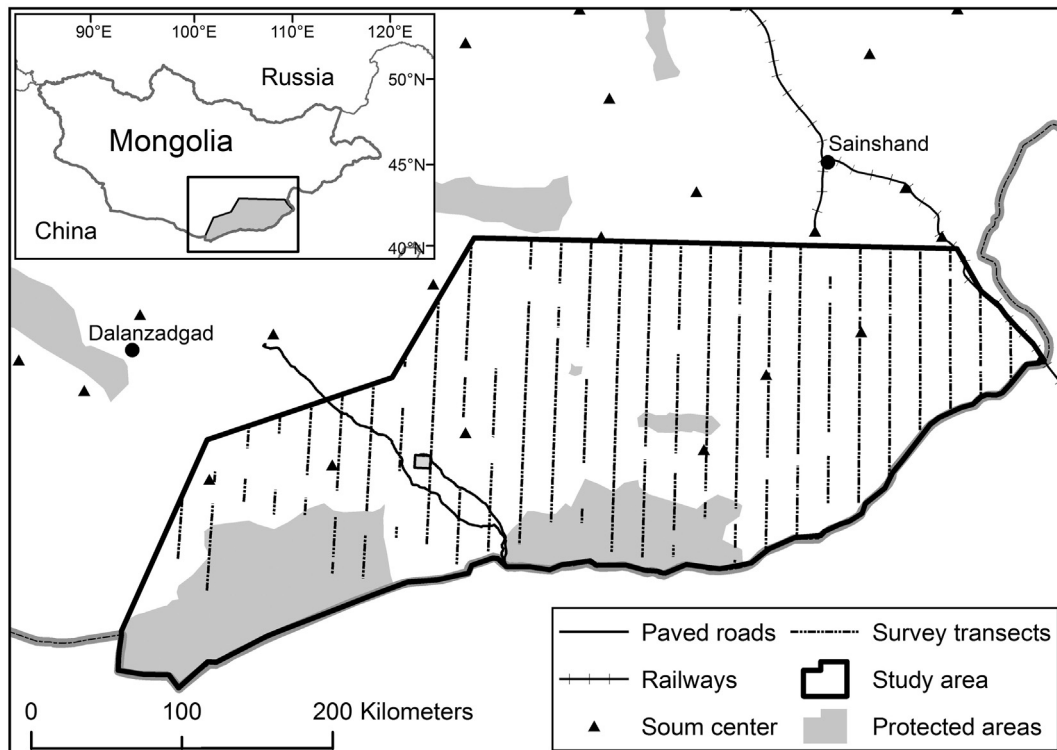 90°E 100°E 110°E 120°E
Russia
50°N
Mongolia
45°N
China
40°N
Sainshand
Dalanzadgad
Paved roads
Survey transects
Railways
Study area
Soum center
Protected areas
0 100 200 Kilometers